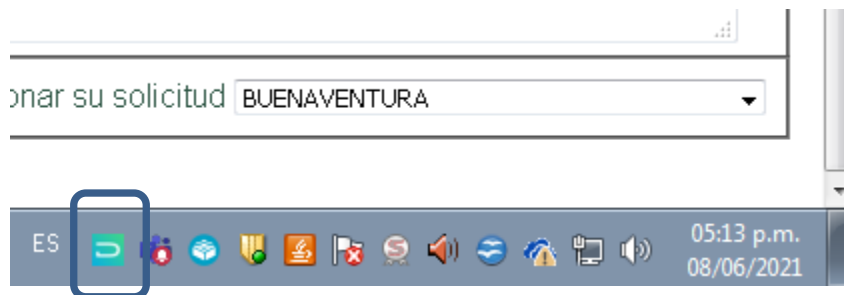 onar su solicitud BUENAVENTURA
ES
05:13 p.m.
08/06/2021